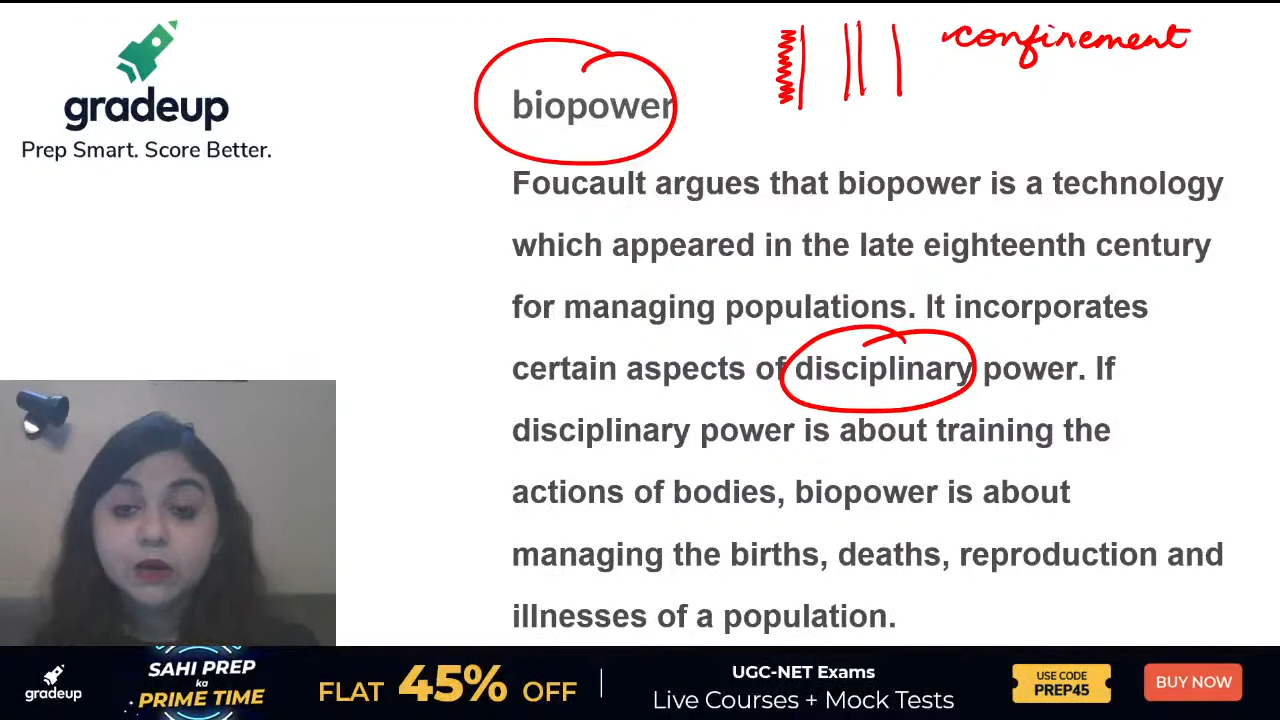 gradeup
Prep Smart. Score Better.
confinement
biopower
Foucault argues that biopower is a technology
which appeared in the late eighteenth century
for managing populations. It incorporates
certain aspects of disciplinary power. If
disciplinary power is about training the
actions of bodies, biopower is about
managing the births, deaths, reproduction and
illnesses of a population.
gradeup
SAHI PREP
ka
PRIME TIME
FLAT 45% OFF
UGC-NET Exams
Live Courses + Mock Tests
USE CODE
PREP45
BUY NOW